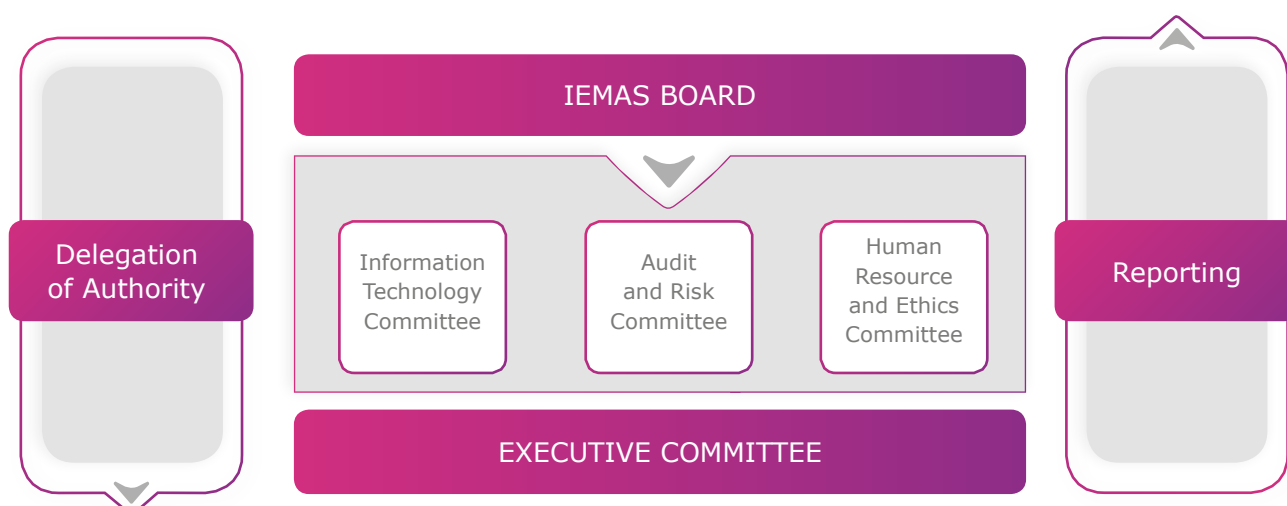 IEMAS BOARD
Delegation
of Authority
Information
Technology
Committee
Audit
and Risk
Committee
Human
Resource
and Ethics
Committee
Reporting
EXECUTIVE COMMITTEE